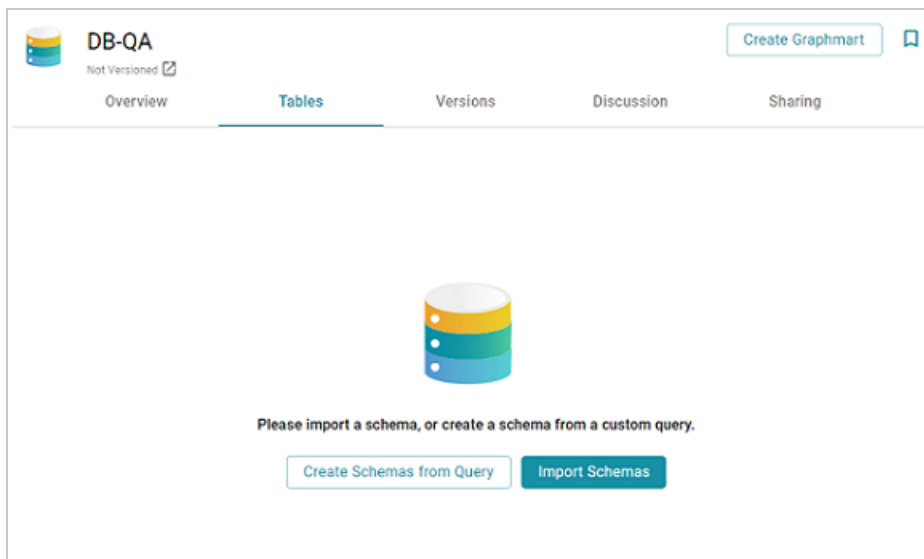 DB-QA
Create Graphmart
Not Versioned
Overview Tables Versions Discussion Sharing
Please import a schema, or create a schema from a custom query.
Create Schemas from Query Import Schemas